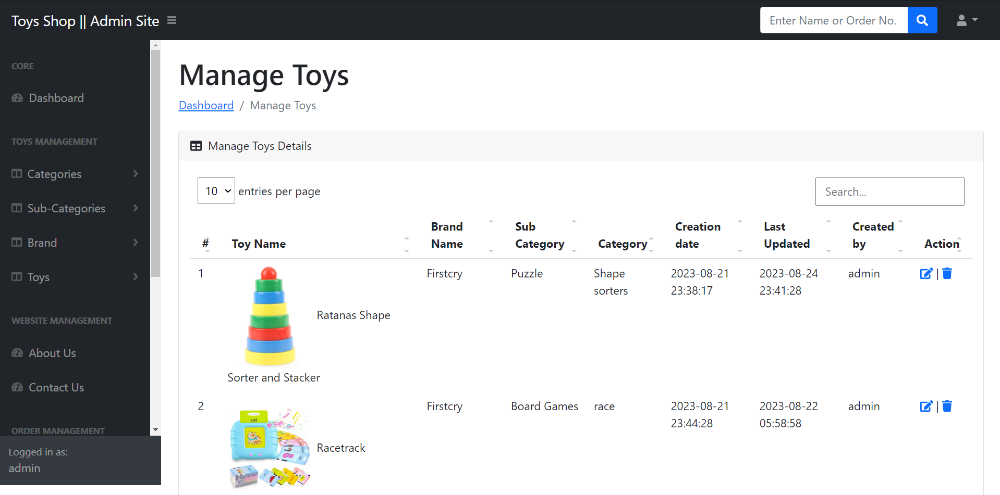 Toys Shop || Admin Site
Enter Name or Order No.
CORE
Dashboard
TOYS MANAGEMENT
Categories
Sub-Categories
Brand
Toys
WEBSITE MANAGEMENT
About Us
Contact Us
ORDER MANAGEMENT
Logged in as:
admin
Manage Toys
Dashboard / Manage Toys
Manage Toys Details
10 entries per page
Search...
# Toy Name Brand Name Sub Category Category Creation date Last Updated Created by Action
1 Ratanas Shape Sorter and Stacker Firstcry Puzzle Shape sorters 2023-08-21 23:38:17 2023-08-24 23:41:28 admin |
2 Racetrack Firstcry Board Games race 2023-08-21 23:44:28 2023-08-22 05:58:58 admin |
cat
Cat